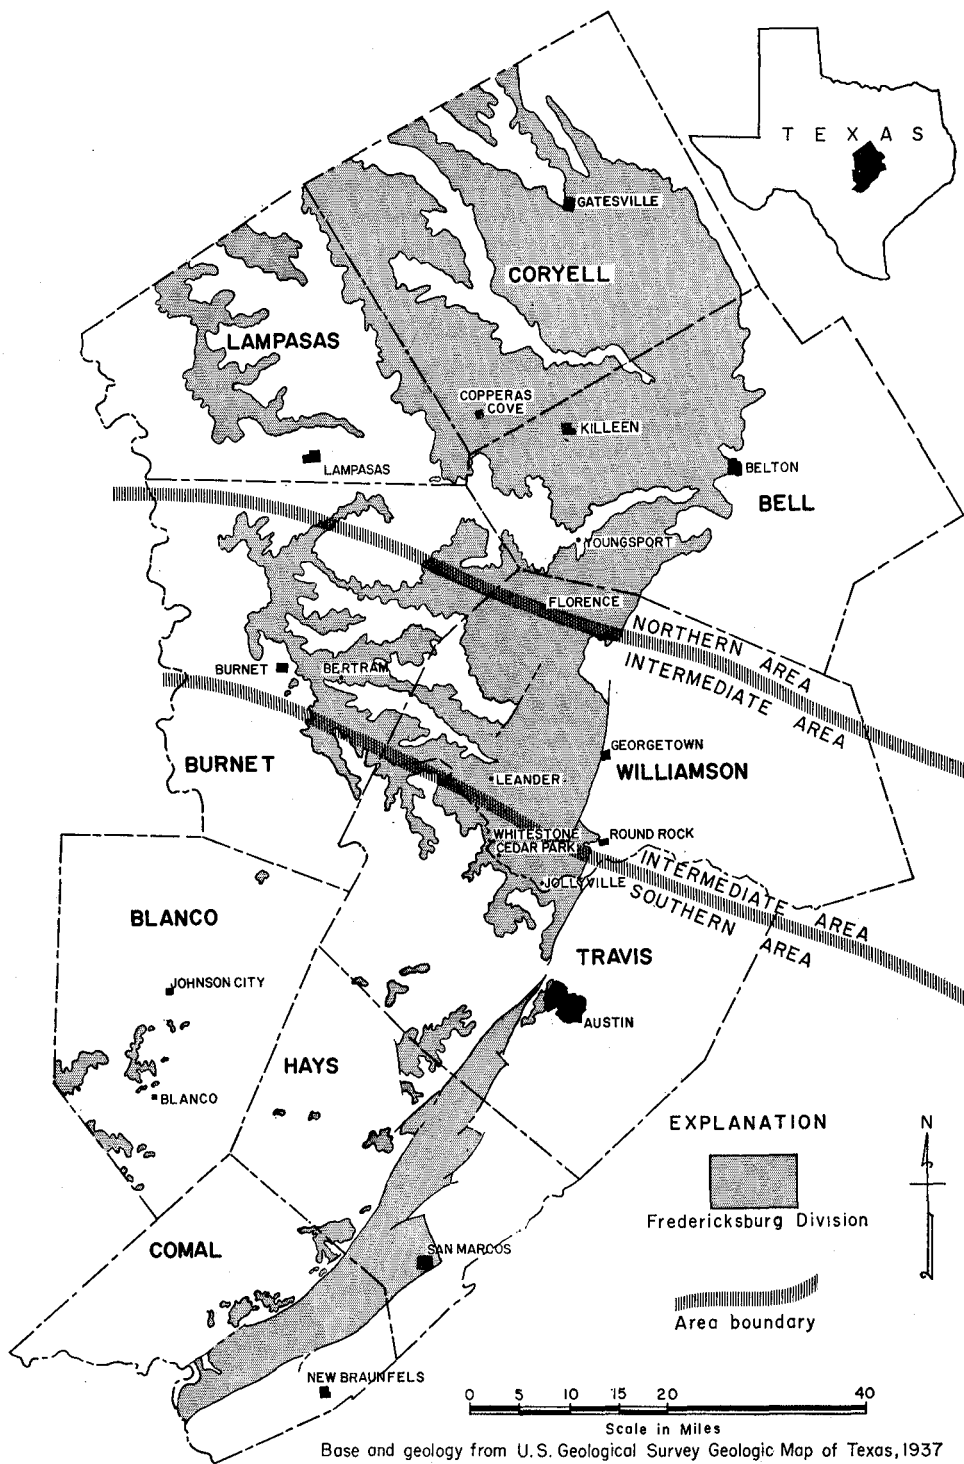 TEXAS
GATESVILLE
CORYELL
LAMPASAS
COPPERAS
COVE
KILLEEN
LAMPASAS
BELTON
BELL
YOUNGSPORT
FLORENCE
NORTHERN AREA
INTERMEDIATE AREA
BURNET
BERTRAM
GEORGETOWN
BURNET
WILLIAMSON
LEANDER
WHITESTONE
CEDAR PARK
ROUND ROCK
JOLLYVILLE
INTERMEDIATE AREA
SOUTHERN AREA
BLANCO
TRAVIS
JOHNSON CITY
AUSTIN
HAYS
BLANCO
EXPLANATION
N
Fredericksburg Division
COMAL
SAN MARCOS
Area boundary
NEW BRAUNFELS
0 5 10 15 20 40
Scale in Miles
Base and geology from U.S. Geological Survey Geologic Map of Texas, 1937